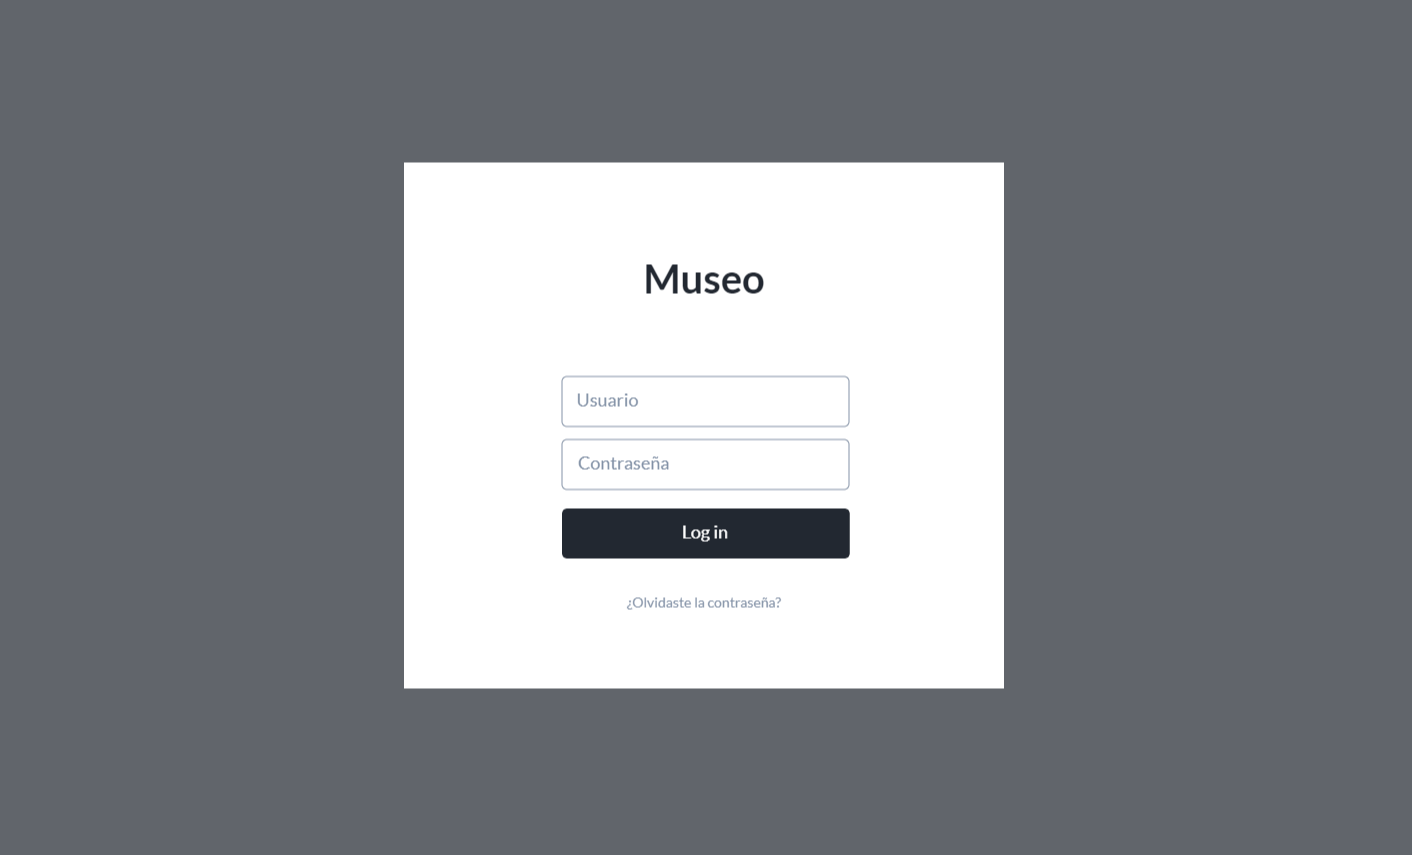 Museo
Usuario
Contraseña
Log in
¿Olvidaste la contraseña?